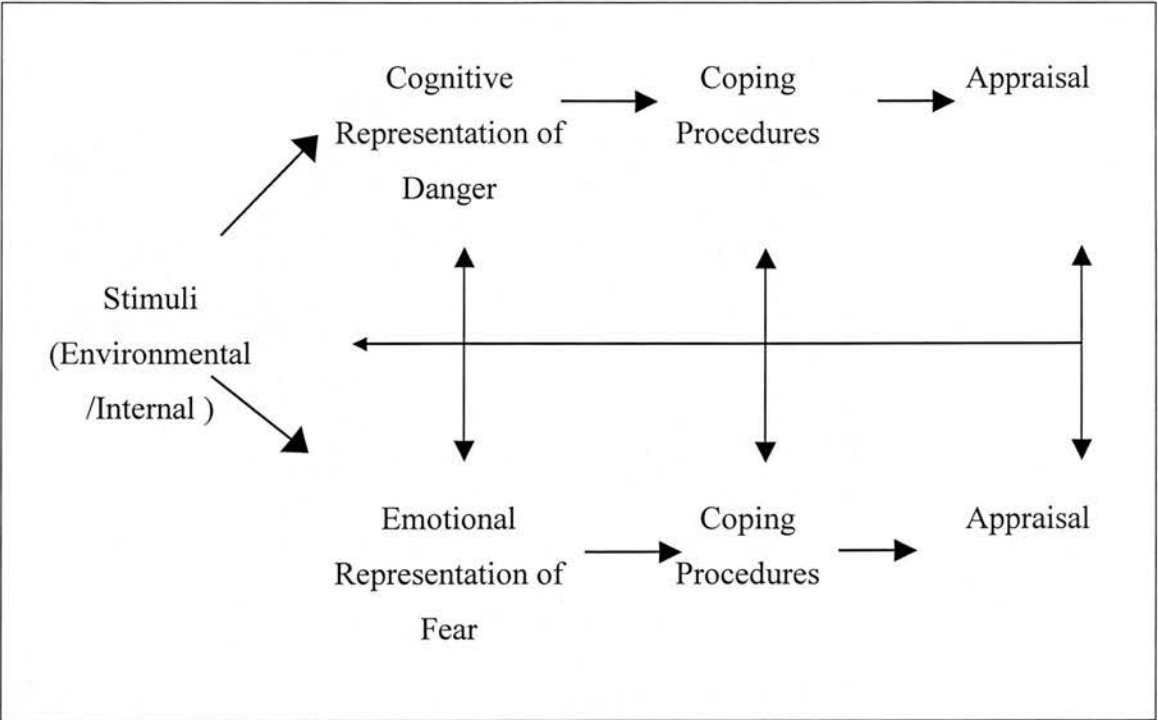 Cognitive
Representation of
Danger
Coping
Procedures
Appraisal
Stimuli
(Environmental
/Internal )
Emotional
Representation of
Fear
Coping
Procedures
Appraisal